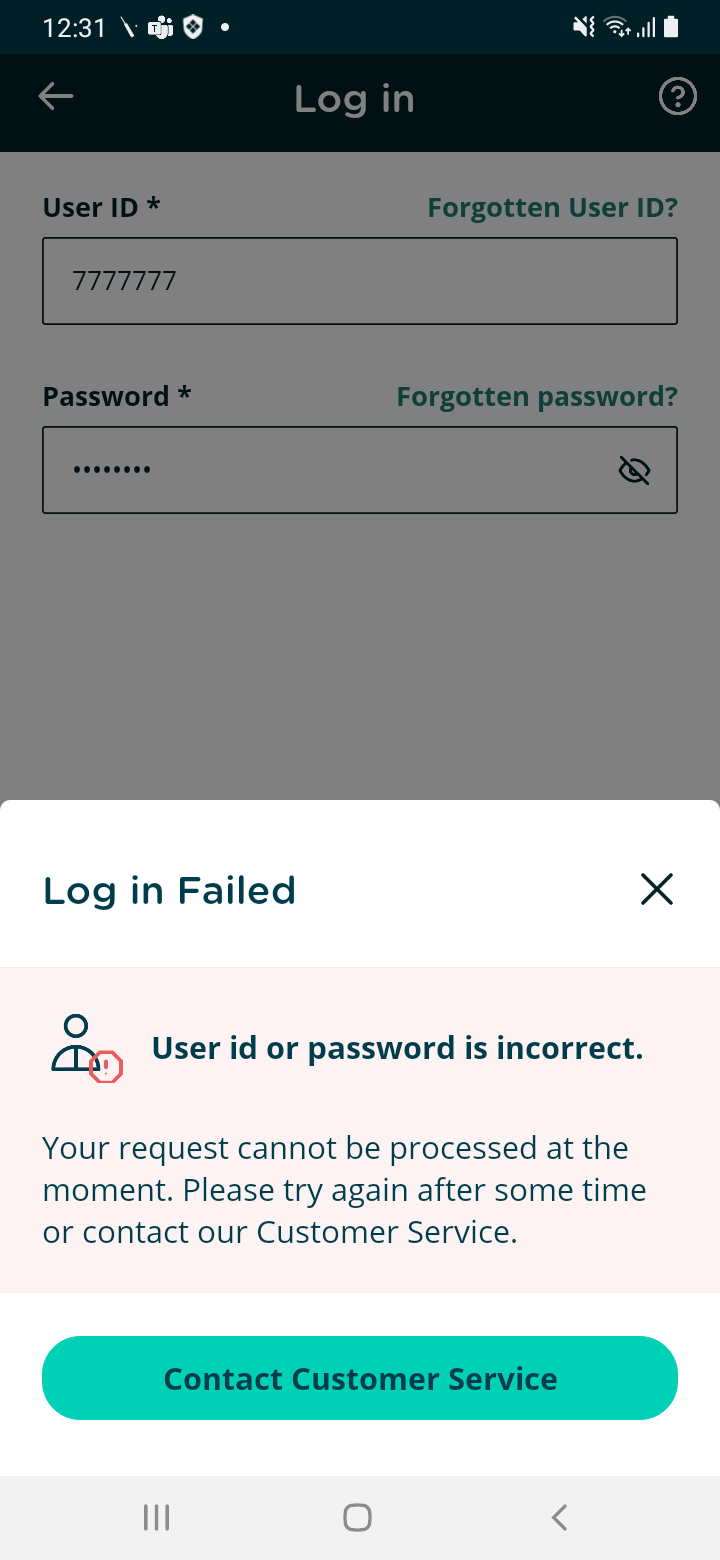 12:31
Log in
User ID * Forgotten User ID?
7777777
Password * Forgotten password?
••••••••
Log in Failed
User id or password is incorrect.
Your request cannot be processed at the
moment. Please try again after some time
or contact our Customer Service.
Contact Customer Service